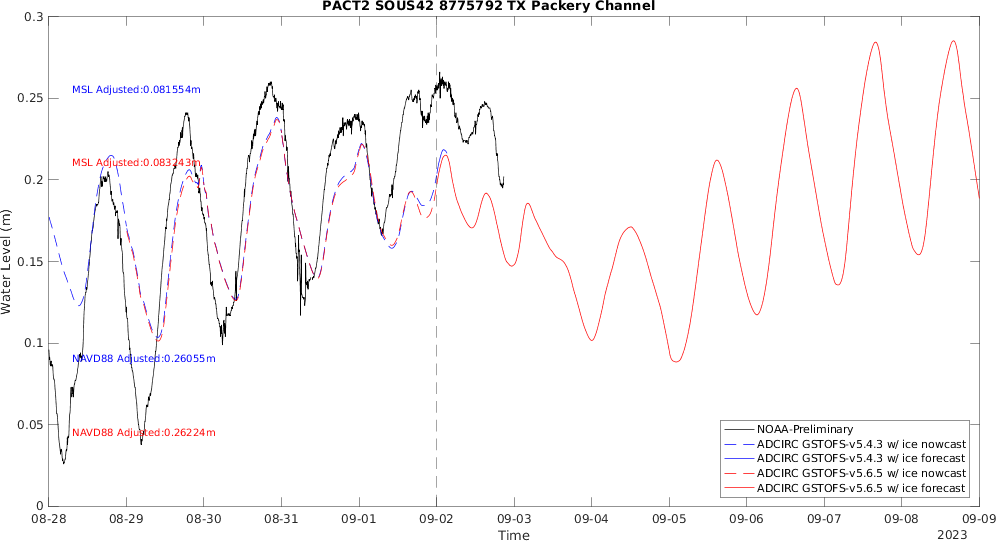 PACT2 SOUS42 8775792 TX Packery Channel
0.3
0.25
0.2
0.15
0.1
0.05
0
Water Level (m)
MSL Adjusted:0.081554m
MSL Adjusted:0.083243m
NAVD88 Adjusted:0.26055m
NAVD88 Adjusted:0.26224m
NOAA-Preliminary
ADCIRC GSTOFS-v5.4.3 w/ ice nowcast
ADCIRC GSTOFS-v5.4.3 w/ ice forecast
ADCIRC GSTOFS-v5.6.5 w/ ice nowcast
ADCIRC GSTOFS-v5.6.5 w/ ice forecast
08-28 08-29 08-30 08-31 09-01 09-02 09-03 09-04 09-05 09-06 09-07 09-08 09-09
Time
2023